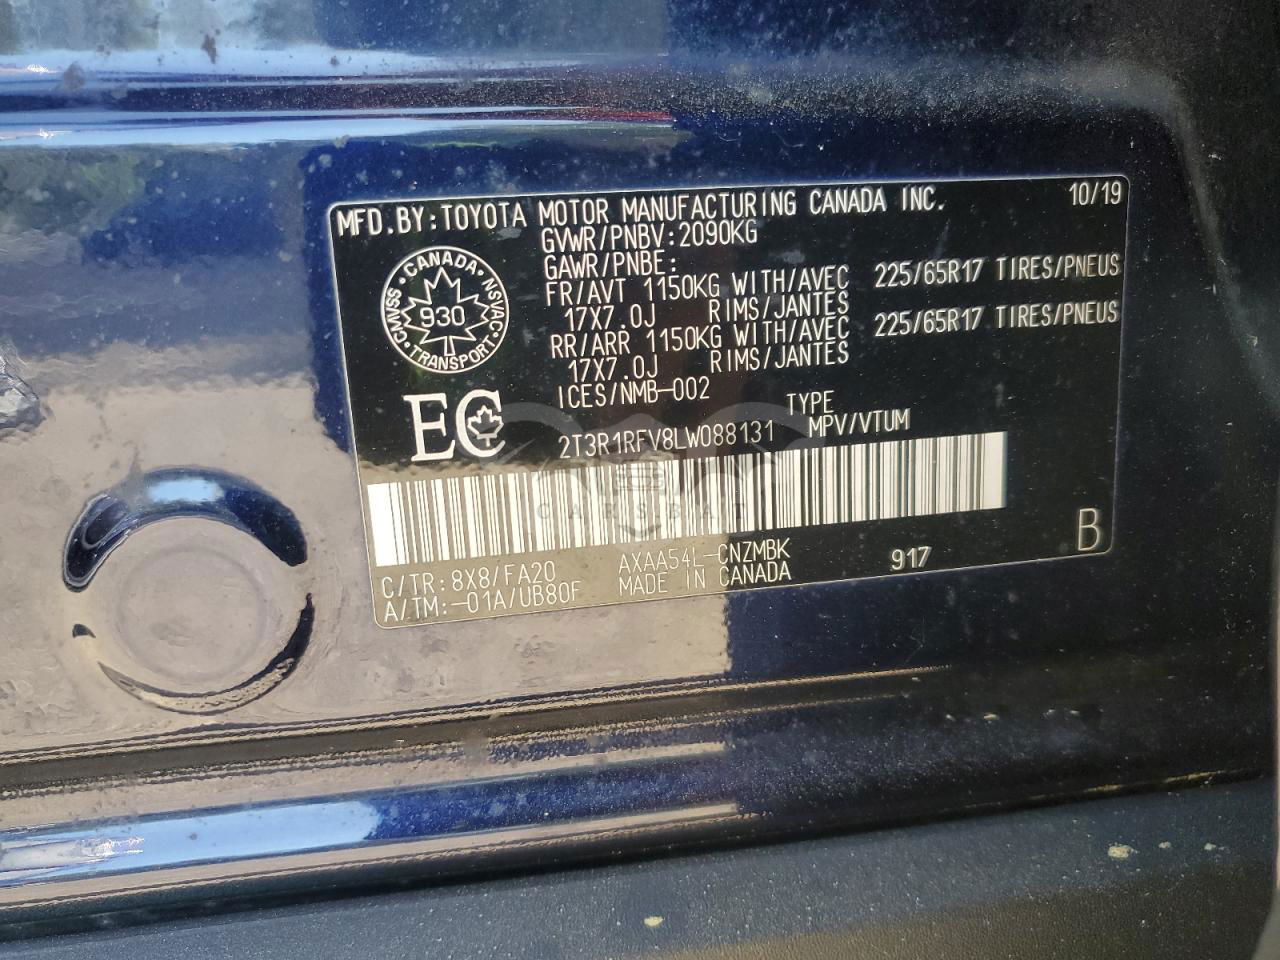 MFD.BY:TOYOTA MOTOR MANUFACTURING CANADA INC. 10/19
GVWR/PNBV:2090KG
GAWR/PNBE:
FR/AVT 1150KG WITH/AVEC 225/65R17 TIRES/PNEUS
17X7.0J RIMS/JANTES
RR/ARR 1150KG WITH/AVEC 225/65R17 TIRES/PNEUS
17X7.0J RIMS/JANTES
ICES/NMB-002
CANADA
CMVSS NSVAC
930
TRANSPORT
EC
TYPE
2T3R1RFV8LW088131 MPV/VTUM
CARSBAT
C/TR:8X8/FA20 AXAA54L-CNZMBK 917 B
A/TM:-01A/UB80F MADE IN CANADA